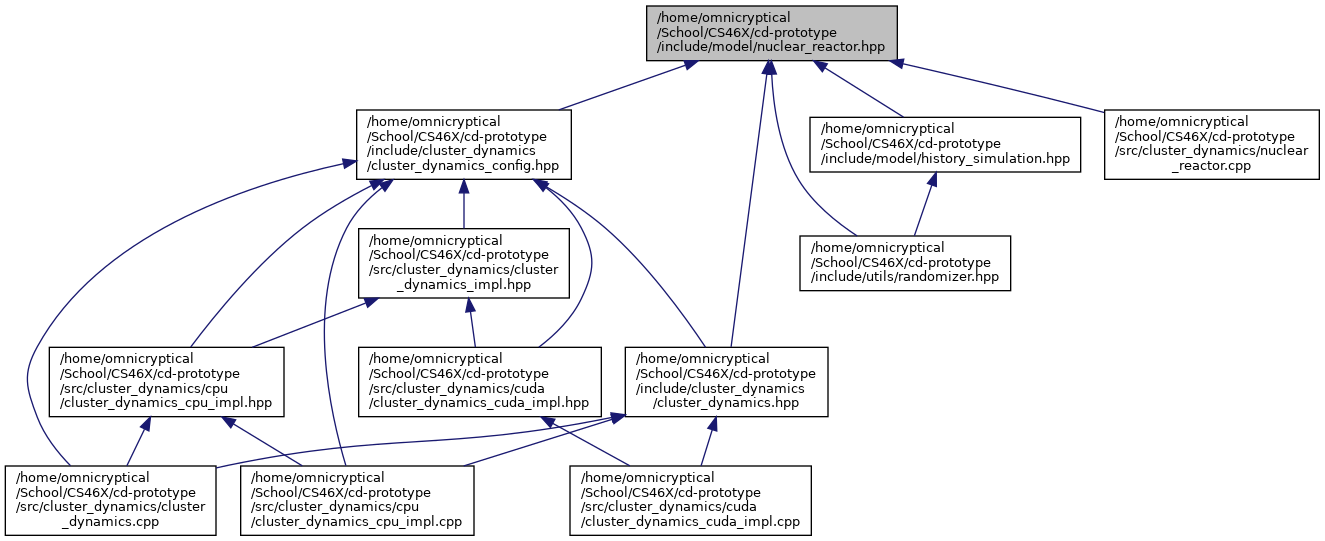 /home/omnicryptical
/School/CS46X/cd-prototype
/include/model/nuclear_reactor.hpp
/home/omnicryptical
/School/CS46X/cd-prototype
/include/cluster_dynamics
/cluster_dynamics_config.hpp
/home/omnicryptical
/School/CS46X/cd-prototype
/include/model/history_simulation.hpp
/home/omnicryptical
/School/CS46X/cd-prototype
/src/cluster_dynamics/nuclear
_reactor.cpp
/home/omnicryptical
/School/CS46X/cd-prototype
/src/cluster_dynamics/cluster
_dynamics_impl.hpp
/home/omnicryptical
/School/CS46X/cd-prototype
/include/utils/randomizer.hpp
/home/omnicryptical
/School/CS46X/cd-prototype
/src/cluster_dynamics/cpu
/cluster_dynamics_cpu_impl.hpp
/home/omnicryptical
/School/CS46X/cd-prototype
/src/cluster_dynamics/cuda
/cluster_dynamics_cuda_impl.hpp
/home/omnicryptical
/School/CS46X/cd-prototype
/include/cluster_dynamics
/cluster_dynamics.hpp
/home/omnicryptical
/School/CS46X/cd-prototype
/src/cluster_dynamics/cluster
_dynamics.cpp
/home/omnicryptical
/School/CS46X/cd-prototype
/src/cluster_dynamics/cpu
/cluster_dynamics_cpu_impl.cpp
/home/omnicryptical
/School/CS46X/cd-prototype
/src/cluster_dynamics/cuda
/cluster_dynamics_cuda_impl.cpp